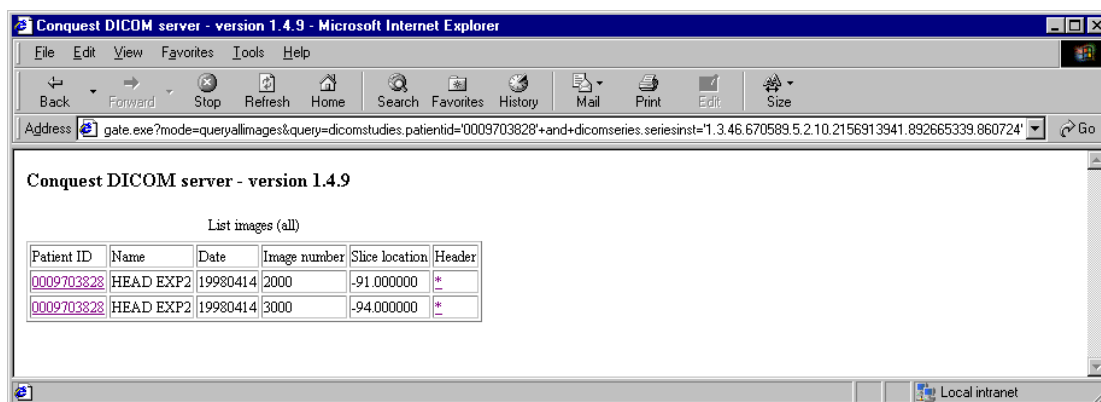 Conquest DICOM server - version 1.4.9 - Microsoft Internet Explorer
File Edit View Favorites Tools Help
Back Forward Stop Refresh Home Search Favorites History Mail Print Edit Size
Address gate.exe?mode=queryallimages&query=dicomstudies.patientid='0009703828'+and+dicomseries.seriesinst='1.3.46.670589.5.2.10.2156913941.892665339.860724' Go
Conquest DICOM server - version 1.4.9
List images (all)
Patient ID Name Date Image number Slice location Header
0009703828 HEAD EXP2 19980414 2000 -91.000000 *
0009703828 HEAD EXP2 19980414 3000 -94.000000 *
Local intranet